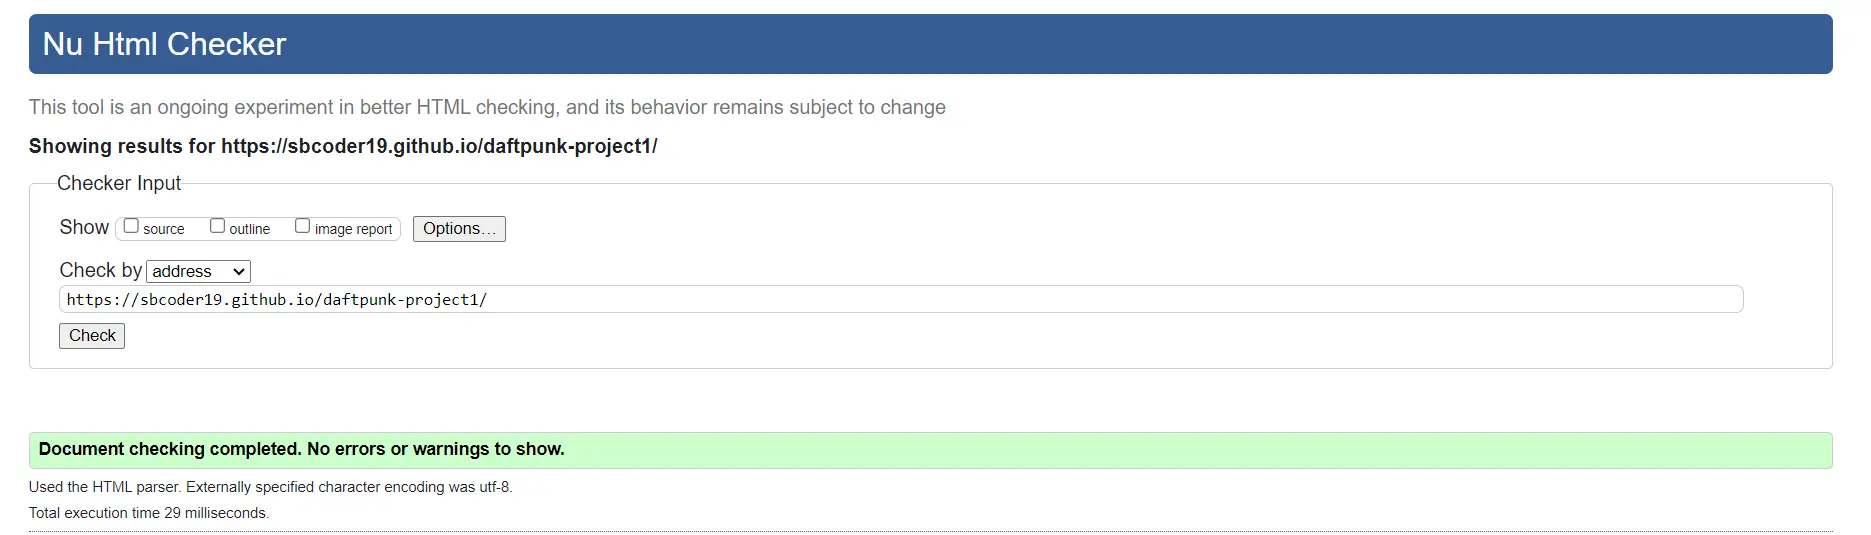 Nu Html Checker
This tool is an ongoing experiment in better HTML checking, and its behavior remains subject to change
Showing results for https://sbcoder19.github.io/daftpunk-project1/
Checker Input
Show source outline image report Options...
Check by address
https://sbcoder19.github.io/daftpunk-project1/
Check
Document checking completed. No errors or warnings to show.
Used the HTML parser. Externally specified character encoding was utf-8.
Total execution time 29 milliseconds.